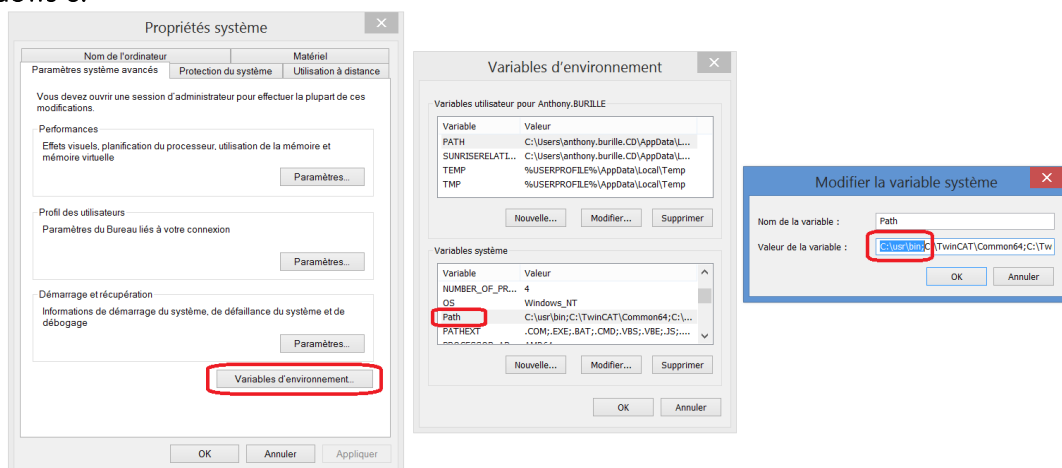 Propriétés système
Nom de l'ordinateur Matériel
Paramètres système avancés Protection du système Utilisation à distance
Vous devez ouvrir une session d'administrateur pour effectuer la plupart de ces
modifications.
Performances
Effets visuels, planification du processeur, utilisation de la mémoire et
mémoire virtuelle
Paramètres...
Profil des utilisateurs
Paramètres du Bureau liés à votre connexion
Paramètres...
Démarrage et récupération
Informations de démarrage du système, de défaillance du système et de
débogage
Paramètres...
Variables d'environnement...
OK Annuler Appliquer
Variables d'environnement
Variables utilisateur pour Anthony.BURILLE
Variable Valeur
PATH C:\Users\anthony.burille.CD\AppData\L...
SUNRISERELATI... C:\Users\anthony.burille.CD\AppData\L...
TEMP %USERPROFILE%\AppData\Local\Temp
TMP %USERPROFILE%\AppData\Local\Temp
Nouvelle... Modifier... Supprimer
Variables système
Variable Valeur
NUMBER_OF_PR... 4
OS Windows_NT
Path C:\usr\bin;C:\TwinCAT\Common64;C:\...
PATHEXT .COM;.EXE;.BAT;.CMD;.VBS;.VBE;.JS;....
Nouvelle... Modifier... Supprimer
OK Annuler
Modifier la variable système
Nom de la variable : Path
Valeur de la variable : C:\usr\bin;C:\TwinCAT\Common64;C:\Tw
OK Annuler